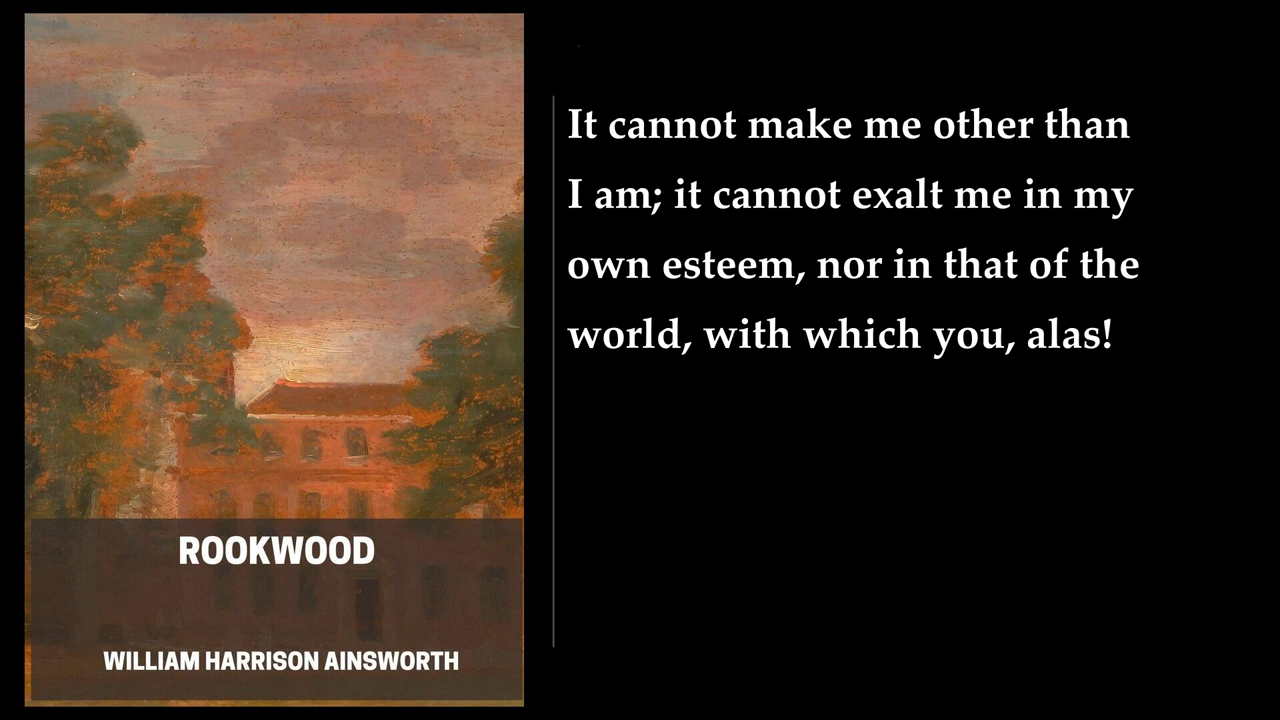 It cannot make me other than
I am; it cannot exalt me in my
own esteem, nor in that of the
world, with which you, alas!
ROOKWOOD
WILLIAM HARRISON AINSWORTH